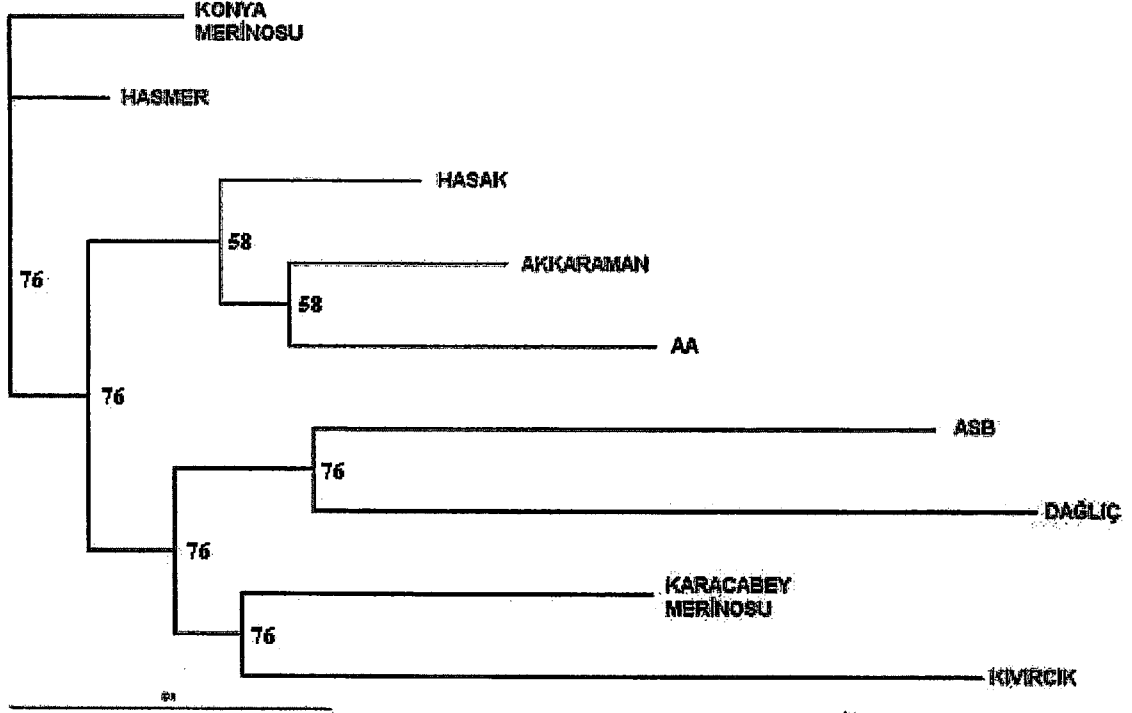 KONYA
MERİNOSU
HASMER
HASAK
58
AKKARAMAN
76
58
AA
76
ASB
76
DAĞLIÇ
76
KARACABEY
MERİNOSU
76
KIVIRCIK